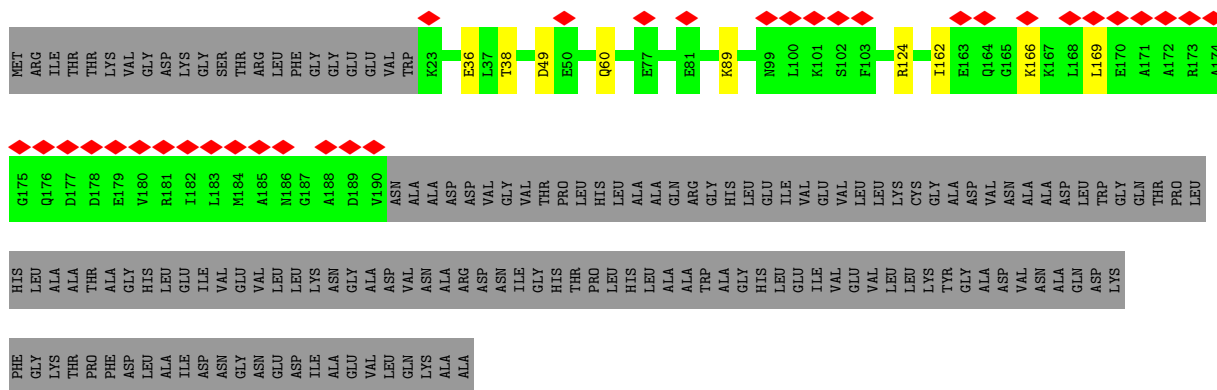 MET ARG ILE THR THR LYS VAL GLY ASP LYS GLY SER THR ARG LEU PHE GLY GLY GLU GLU VAL TRP K23 E36 L37 T38 D49 E50 Q60 E77 E81 K89 N99 L100 K101 S102 F103 R124 I162 E163 Q164 G165 K166 K167 L168 L169 E170 A171 A172 R173 A174
G175 Q176 D177 D178 E179 V180 R181 I182 L183 M184 A185 N186 G187 A188 D189 V190 ASN ALA ALA ASP ASP VAL GLY VAL THR PRO LEU HIS LEU ALA ALA GLN ARG GLY HIS LEU GLU ILE VAL GLU VAL LEU LEU LYS CYS GLY ALA ASP VAL ASN ALA ALA ASP LEU TRP GLY GLN THR PRO LEU
HIS LEU ALA ALA THR ALA GLY HIS LEU GLU ILE VAL GLU VAL LEU LEU LYS ASN GLY ALA ASP VAL ASN ALA ARG ASP ASN ILE GLY HIS THR PRO LEU HIS LEU ALA ALA TRP ALA GLY HIS LEU GLU ILE VAL GLU VAL LEU LEU LYS TYR GLY ALA ASP VAL ASN ALA GLN ASP LYS
PHE GLY LYS THR PRO PHE ASP LEU ALA ILE ASP ASN GLY ASN GLU ASP ILE ALA GLU VAL LEU GLN LYS ALA ALA